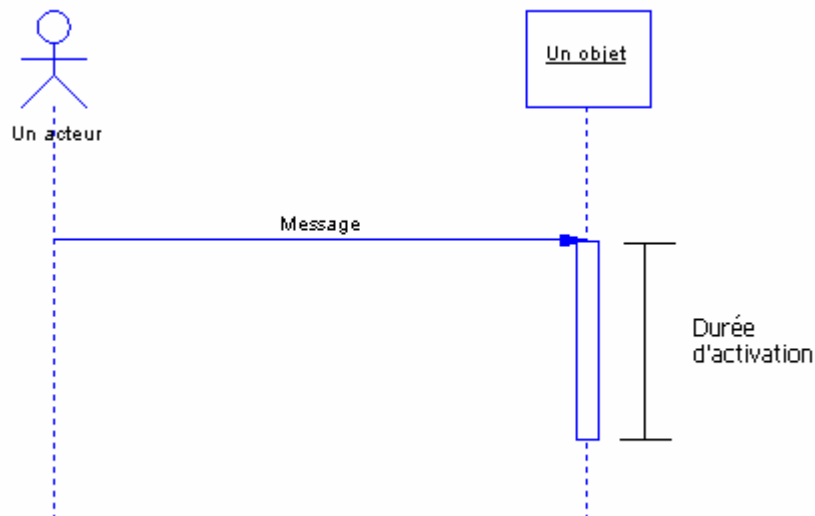 Un objet
Un acteur
Message
Durée
d'activation